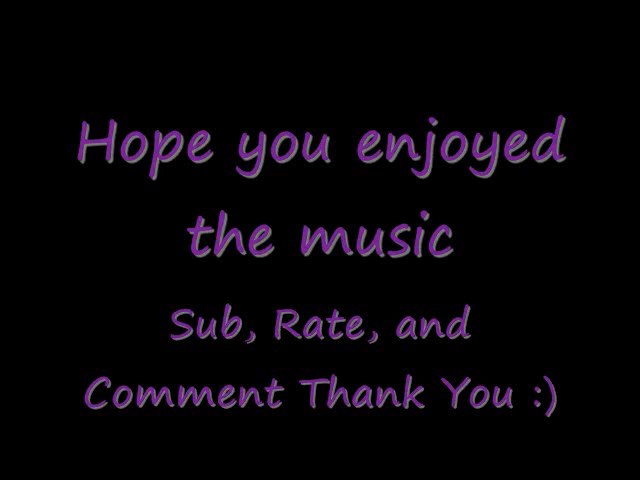 Hope you enjoyed
the music
Sub, Rate, and
Comment Thank You :)